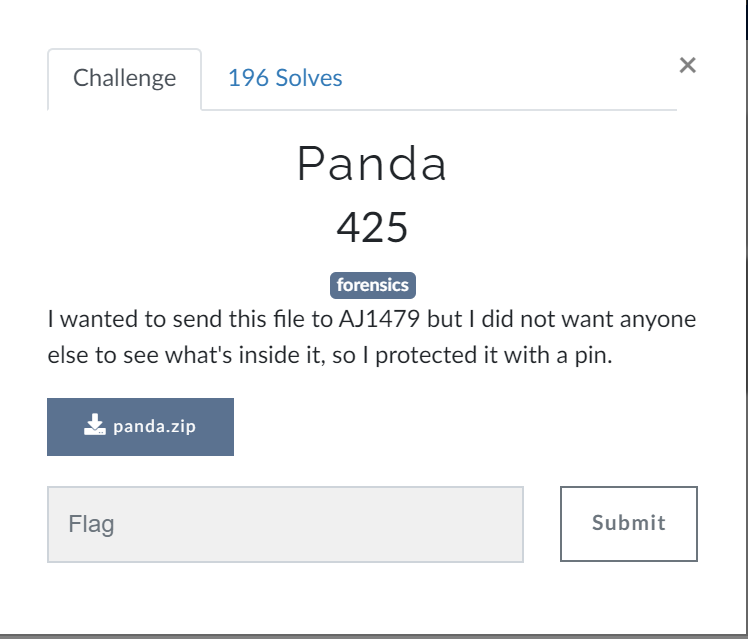 Challenge
196 Solves
×
Panda
425
forensics
I wanted to send this file to AJ1479 but I did not want anyone
else to see what's inside it, so I protected it with a pin.
panda.zip
Flag
Submit